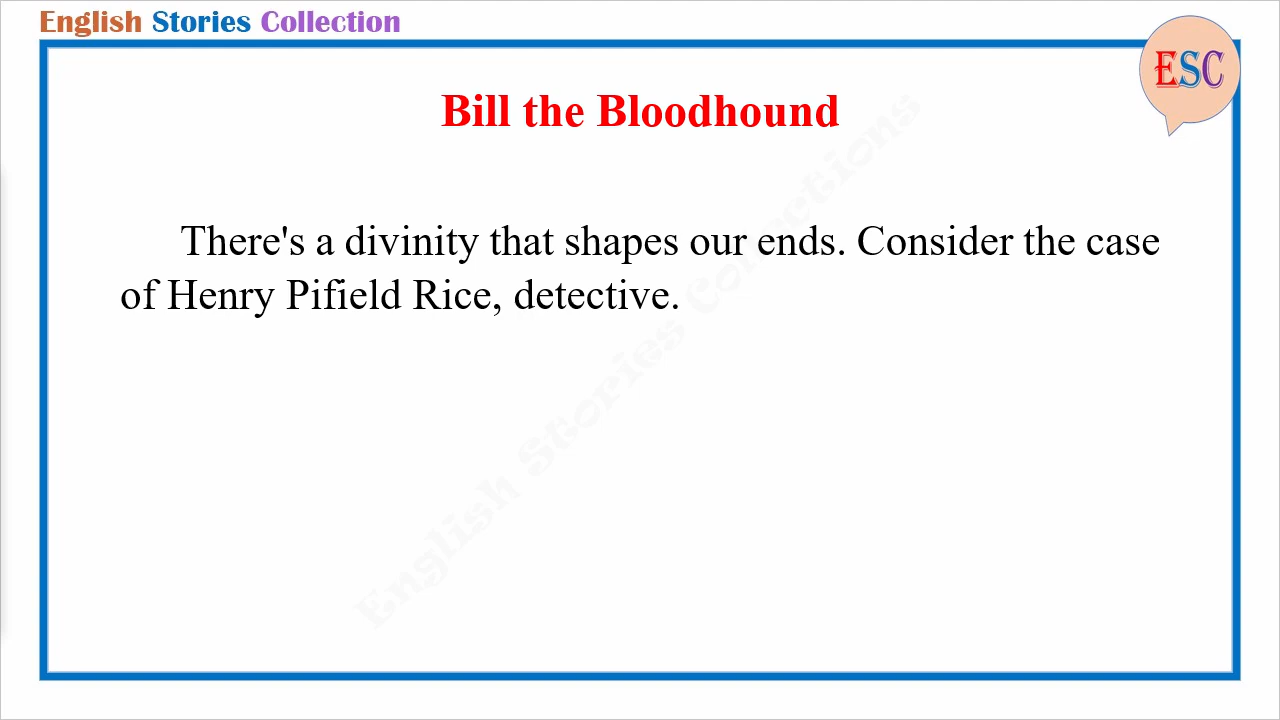 English Stories Collection
ESC
Bill the Bloodhound
There's a divinity that shapes our ends. Consider the case
of Henry Pifield Rice, detective.
English Stories Collections